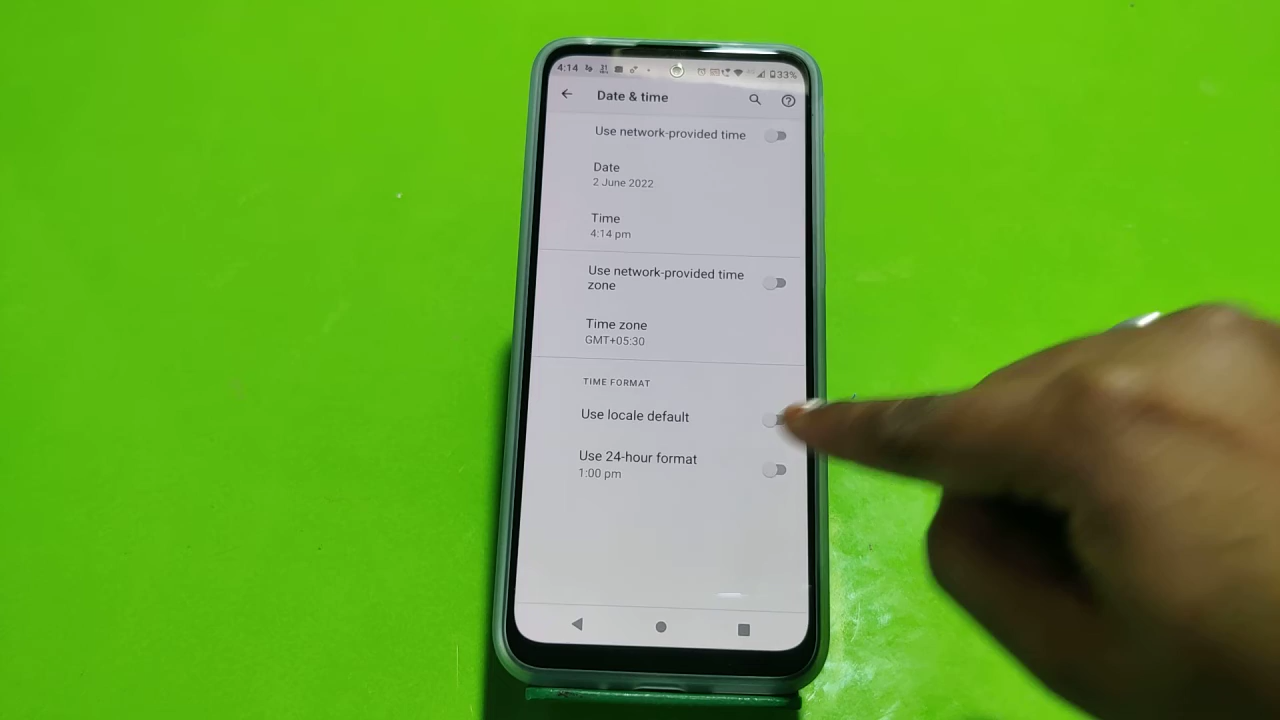 4:14 33%
Date & time
Use network-provided time
Date
2 June 2022
Time
4:14 pm
Use network-provided time
zone
Time zone
GMT+05:30
TIME FORMAT
Use locale default
Use 24-hour format
1:00 pm